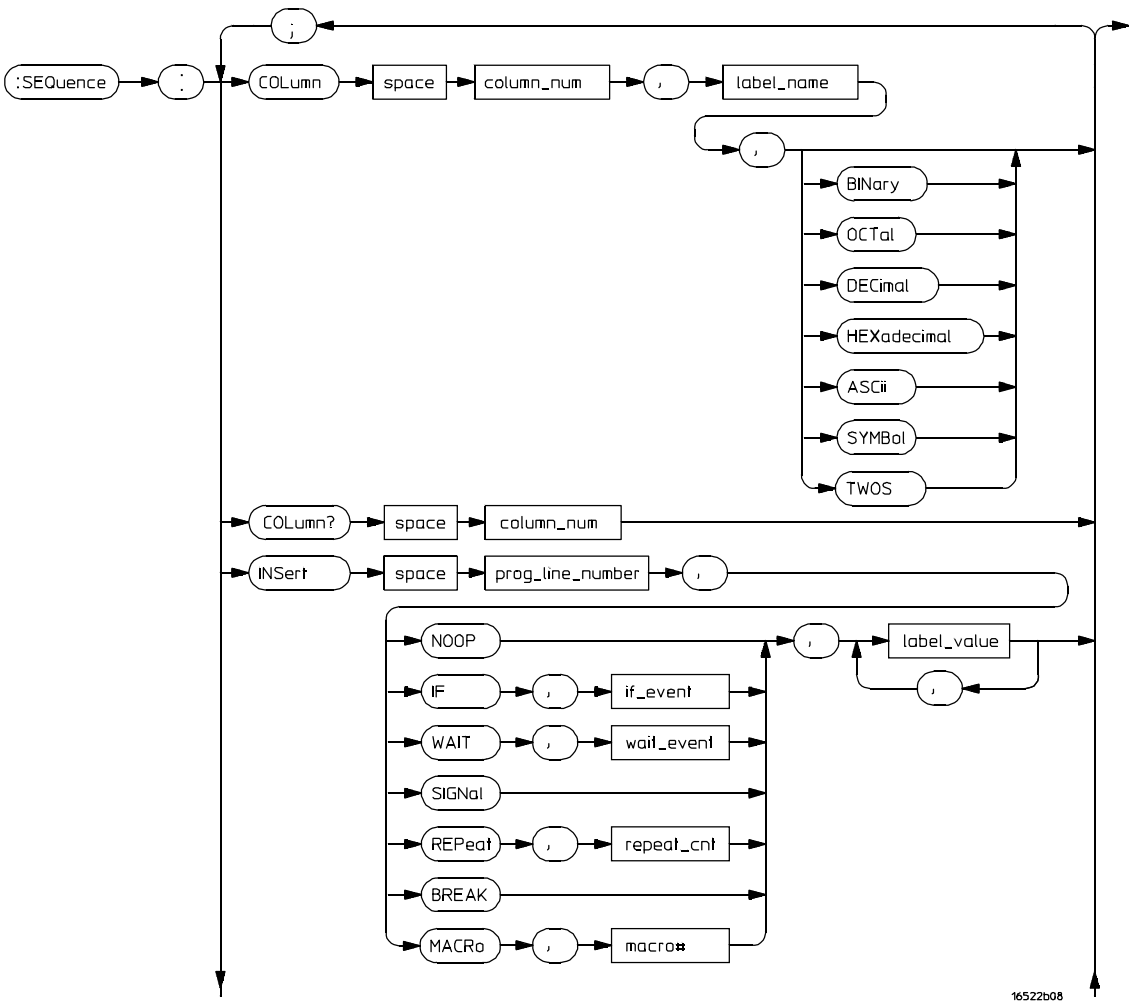 ;
:SEQuence : COLumn space column_num , label_name
,
BINary
OCTal
DECimal
HEXadecimal
ASCii
SYMBol
TWOS
COLumn? space column_num
INSert space prog_line_number ,
NOOP , label_value
IF , if_event ,
WAIT , wait_event
SIGNal
REPeat , repeat_cnt
BREAK
MACRo , macro#
16522b08